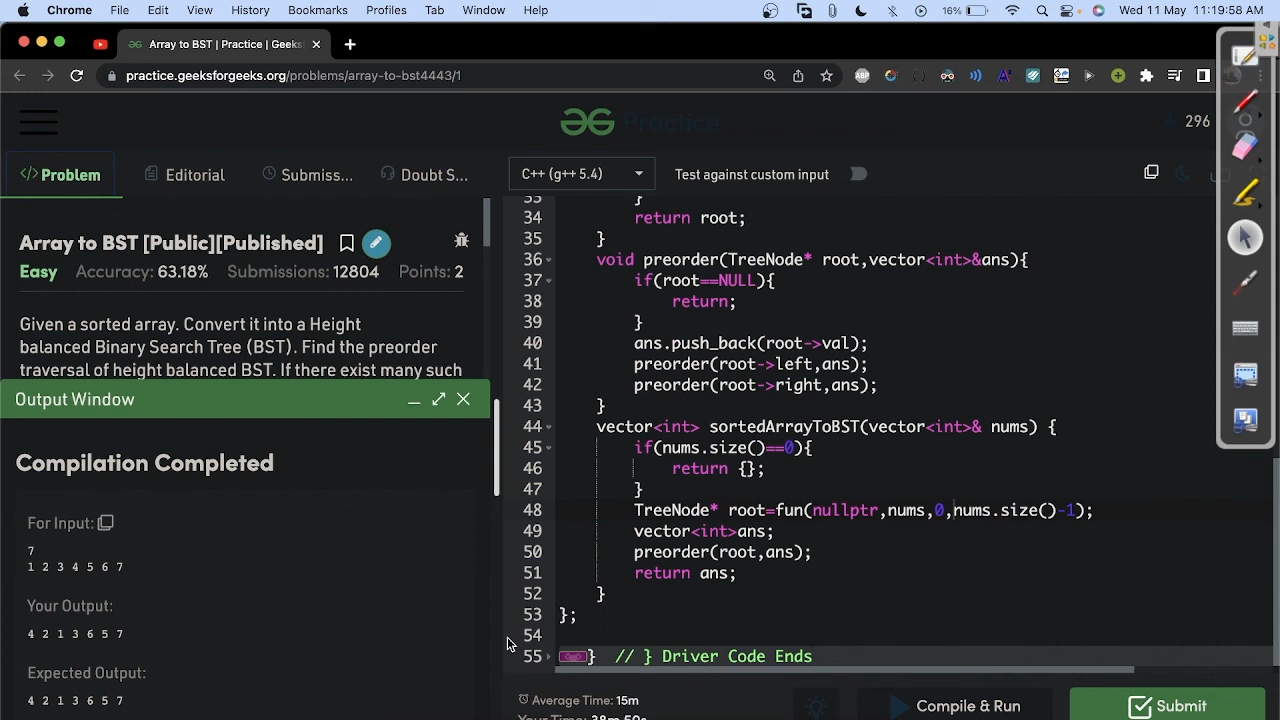 Chrome File Edit View History Bookmarks Profiles Tab Window Help 16% Wed 11 May 11:19:58 AM
Array to BST | Practice | Geeks
practice.geeksforgeeks.org/problems/array-to-bst4443/1
ABP
Practice 296
</>Problem Editorial Submiss... Doubt S...
C++ (g++ 5.4) Test against custom input
Array to BST [Public][Published]
Easy Accuracy: 63.18% Submissions: 12804 Points: 2
Given a sorted array. Convert it into a Height
balanced Binary Search Tree (BST). Find the preorder
traversal of height balanced BST. If there exist many such
Output Window
Compilation Completed
For Input:
7
1 2 3 4 5 6 7
Your Output:
4 2 1 3 6 5 7
Expected Output:
4 2 1 3 6 5 7
33 }
34 return root;
35 }
36 void preorder(TreeNode* root,vector<int>&ans){
37 if(root==NULL){
38 return;
39 }
40 ans.push_back(root->val);
41 preorder(root->left,ans);
42 preorder(root->right,ans);
43 }
44 vector<int> sortedArrayToBST(vector<int>& nums) {
45 if(nums.size()==0){
46 return {};
47 }
48 TreeNode* root=fun(nullptr,nums,0,nums.size()-1);
49 vector<int>ans;
50 preorder(root,ans);
51 return ans;
52 }
53 };
54
55 } // } Driver Code Ends
Average Time: 15m
Your Time: 38m 50s
Compile & Run
Submit